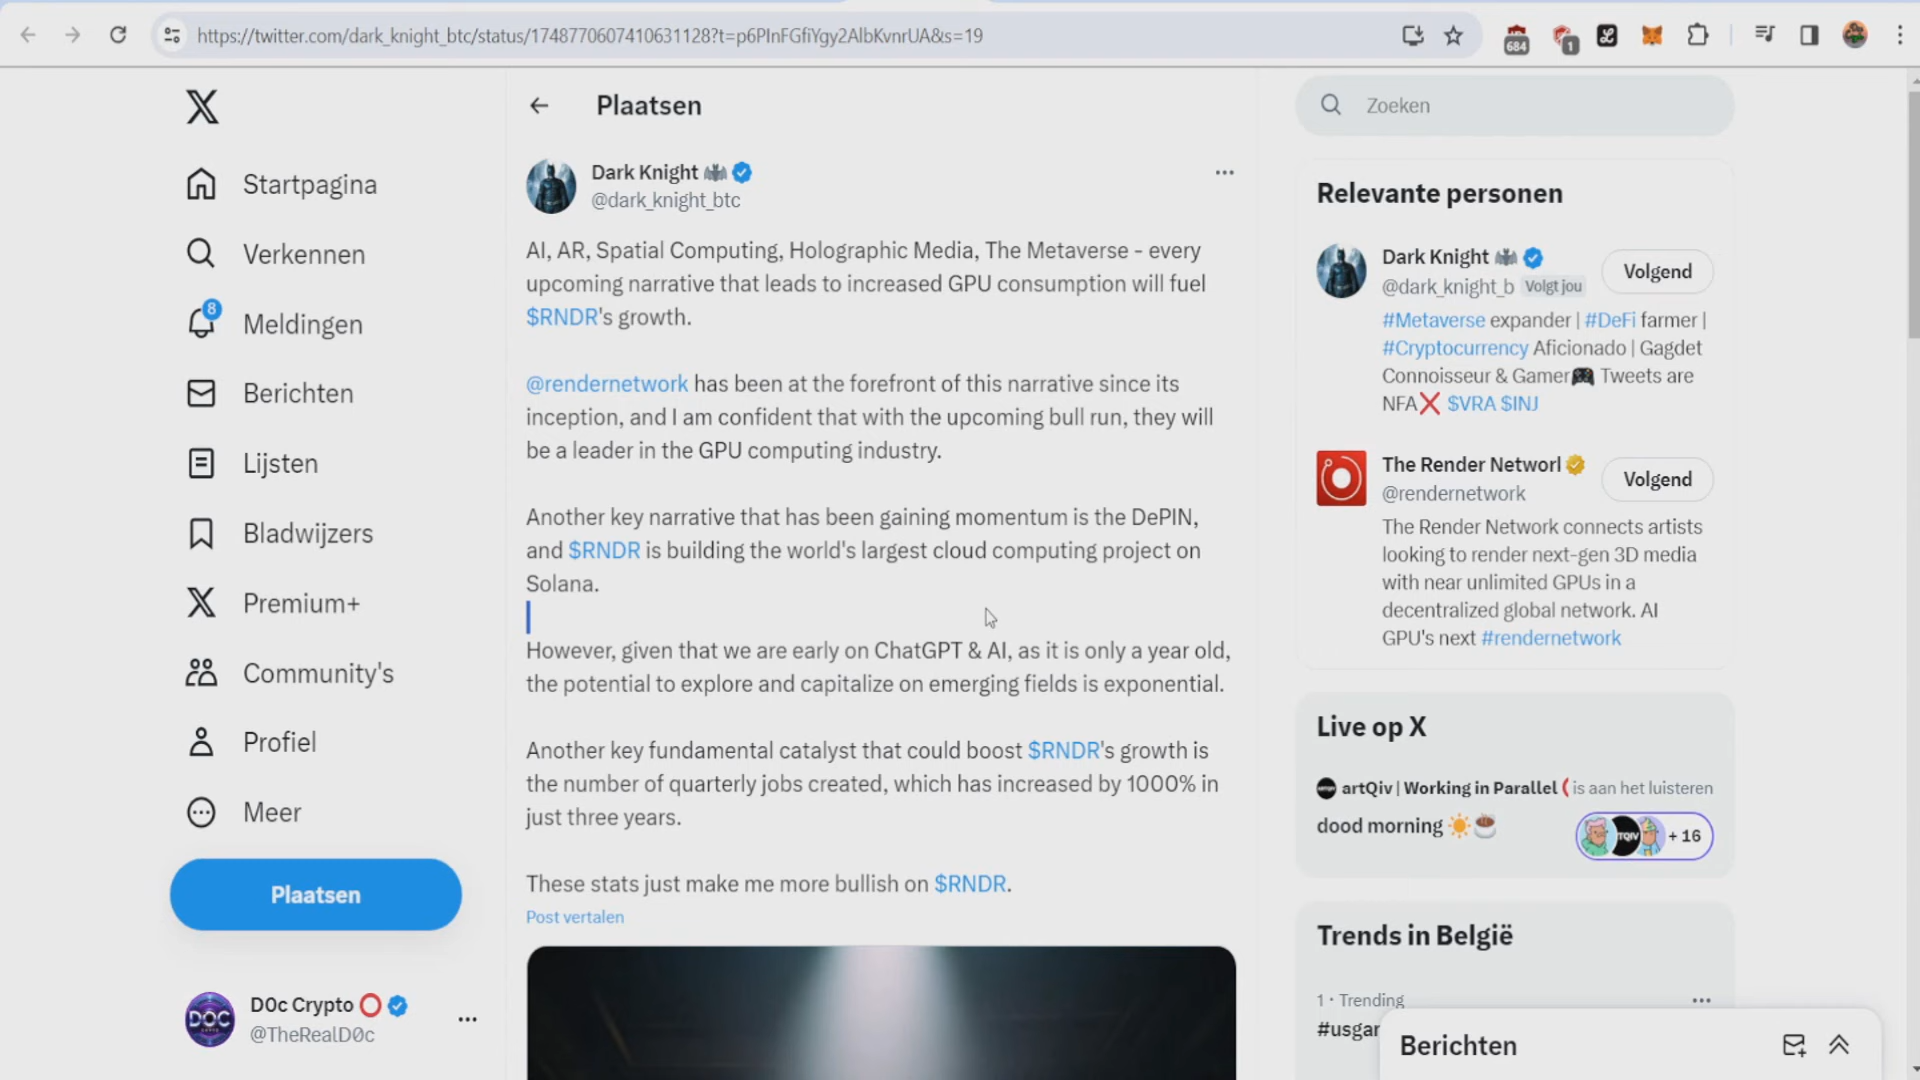 https://twitter.com/dark_knight_btc/status/1748770607410631128?t=p6PInFGfiYgy2AlbKvnrUA&s=19
684
1
Startpagina
Verkennen
8
Meldingen
Berichten
Lijsten
Bladwijzers
Premium+
Community's
Profiel
Meer
Plaatsen
DOC
D0c Crypto
@TheRealD0c
Plaatsen
Dark Knight
@dark_knight_btc
AI, AR, Spatial Computing, Holographic Media, The Metaverse - every
upcoming narrative that leads to increased GPU consumption will fuel
$RNDR's growth.
@rendernetwork has been at the forefront of this narrative since its
inception, and I am confident that with the upcoming bull run, they will
be a leader in the GPU computing industry.
Another key narrative that has been gaining momentum is the DePIN,
and $RNDR is building the world's largest cloud computing project on
Solana.
However, given that we are early on ChatGPT & AI, as it is only a year old,
the potential to explore and capitalize on emerging fields is exponential.
Another key fundamental catalyst that could boost $RNDR's growth is
the number of quarterly jobs created, which has increased by 1000% in
just three years.
These stats just make me more bullish on $RNDR.
Post vertalen
Zoeken
Relevante personen
Dark Knight
@dark_knight_b Volgt jou
Volgend
#Metaverse expander | #DeFi farmer |
#Cryptocurrency Aficionado | Gagdet
Connoisseur & Gamer🎮 Tweets are
NFA❌ $VRA $INJ
The Render Networl
@rendernetwork
Volgend
The Render Network connects artists
looking to render next-gen 3D media
with near unlimited GPUs in a
decentralized global network. AI
GPU's next #rendernetwork
Live op X
artQiv | Working in Parallel ( is aan het luisteren
dood morning ☀️☕
+ 16
Trends in België
1 · Trending
#usgar
Berichten